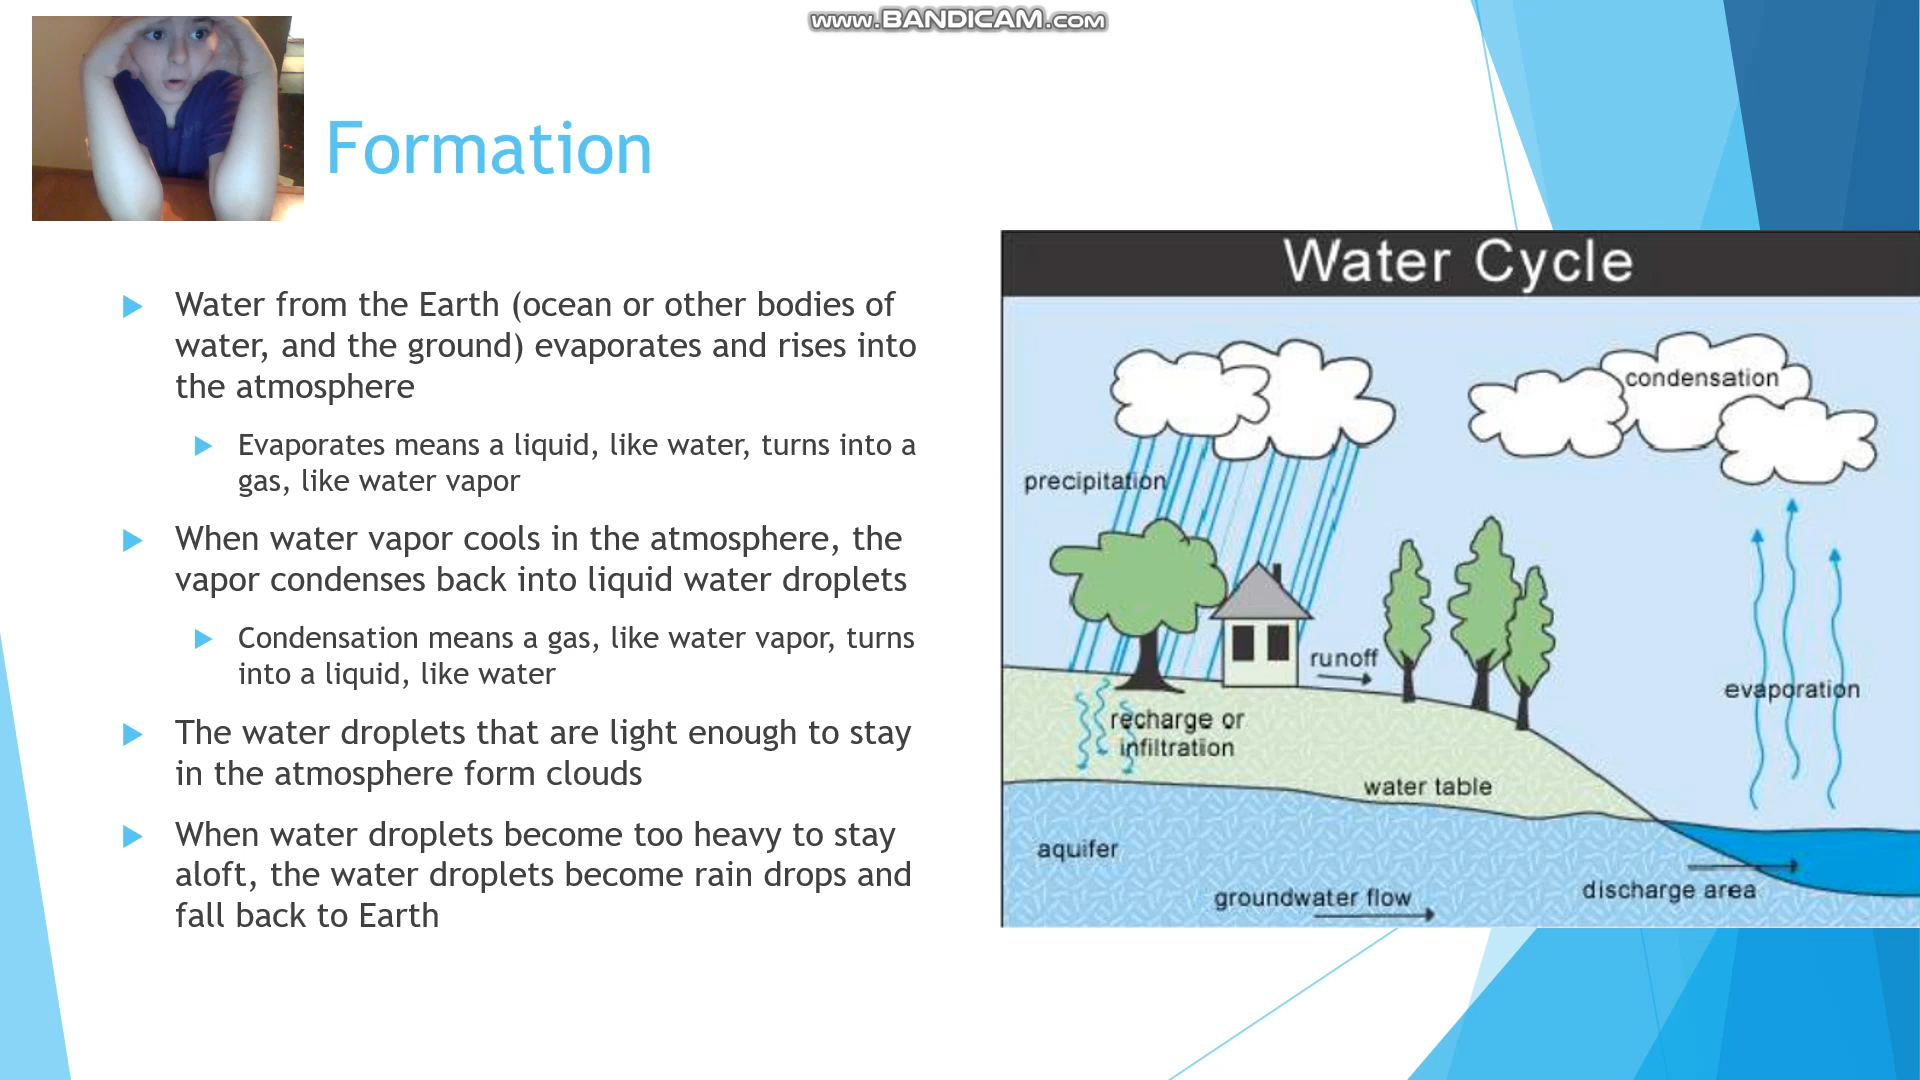 www.BANDICAM.com
Formation
Water from the Earth (ocean or other bodies of
water, and the ground) evaporates and rises into
the atmosphere
Evaporates means a liquid, like water, turns into a
gas, like water vapor
When water vapor cools in the atmosphere, the
vapor condenses back into liquid water droplets
Condensation means a gas, like water vapor, turns
into a liquid, like water
The water droplets that are light enough to stay
in the atmosphere form clouds
When water droplets become too heavy to stay
aloft, the water droplets become rain drops and
fall back to Earth
Water Cycle
condensation
precipitation
runoff
evaporation
recharge or
infiltration
water table
aquifer
discharge area
groundwater flow